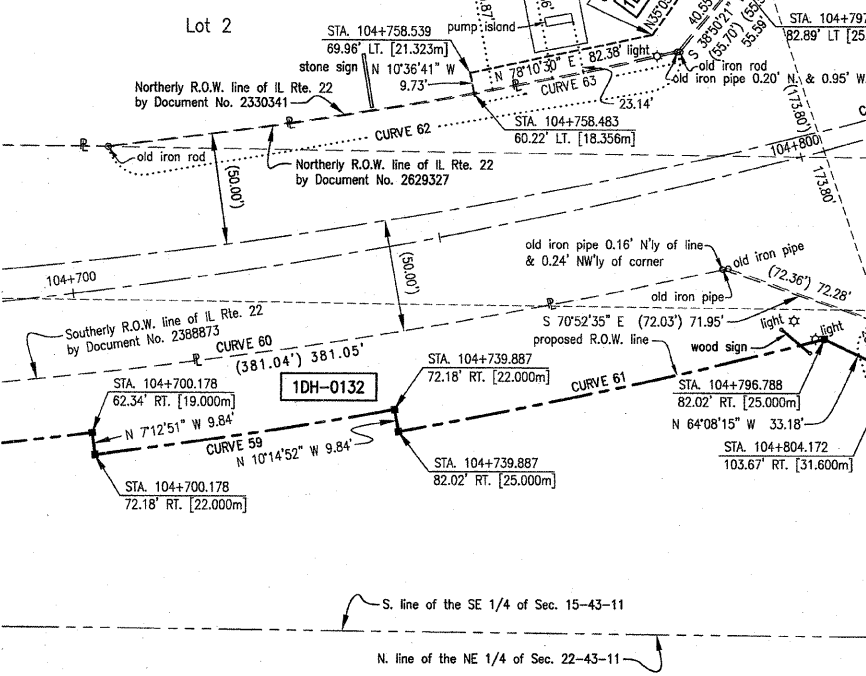 Lot 2
STA. 104+758.539
69.96' LT. [21.323m]
stone sign
N 10°36'41" W
9.73'
Northerly R.O.W. line of IL Rte. 22
by Document No. 2330341
pump island
N 78°10'30" E
82.38'
light
CURVE 63
23.14'
40.55'
S 38°50'21"
(55.70')
55.59'
STA. 104+797
82.89' LT [25
old iron rod
old iron pipe 0.20' N. & 0.95' W.
(173.80')
173.80'
CURVE 62
STA. 104+758.483
60.22' LT. [18.356m]
old iron rod
Northerly R.O.W. line of IL Rte. 22
by Document No. 2629327
(50.00')
104+800
104+700
(50.00')
old iron pipe 0.16' N'ly of line
& 0.24' NW'ly of corner
old iron pipe
(72.36') 72.28'
old iron pipe
S 70°52'35" E (72.03') 71.95'
proposed R.O.W. line
light
light
wood sign
Southerly R.O.W. line of IL Rte. 22
by Document No. 2388873
CURVE 60
(381.04') 381.05'
1DH-0132
STA. 104+739.887
72.18' RT. [22.000m]
CURVE 61
STA. 104+796.788
82.02' RT. [25.000m]
N 64°08'15" W 33.18'
STA. 104+804.172
103.67' RT. [31.600m]
STA. 104+700.178
62.34' RT. [19.000m]
N 7°12'51" W 9.84'
CURVE 59
N 10°14'52" W 9.84'
STA. 104+739.887
82.02' RT. [25.000m]
STA. 104+700.178
72.18' RT. [22.000m]
S. line of the SE 1/4 of Sec. 15-43-11
N. line of the NE 1/4 of Sec. 22-43-11